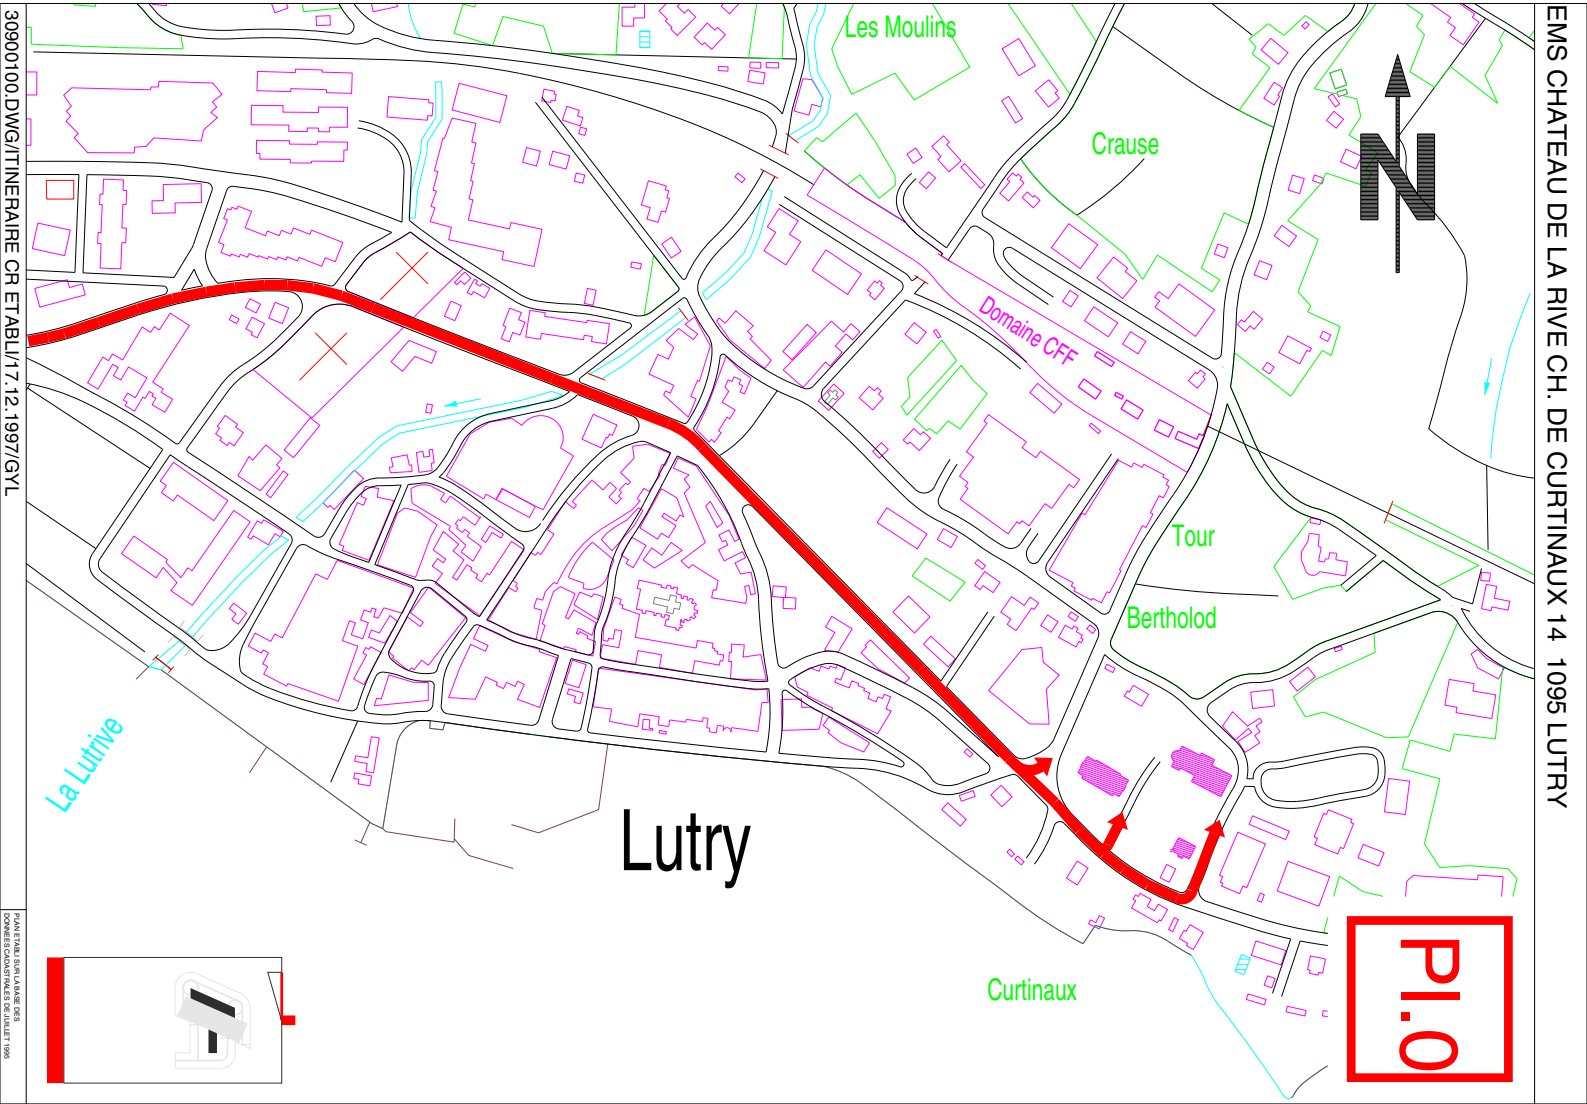 EMS CHATEAU DE LA RIVE CH. DE CURTINAUX 14 1095 LUTRY
30900100.DWG/ITINERAIRE CR ETABLI/17.12.1997/GYL
Les Moulins
Crause
N
Domaine CFF
Tour
Bertholod
La Lutrive
Lutry
Curtinaux
Pl.0
PLAN ETABLI SUR LA BASE DES
DONNEES CADASTRALES DE JUILLET 1995